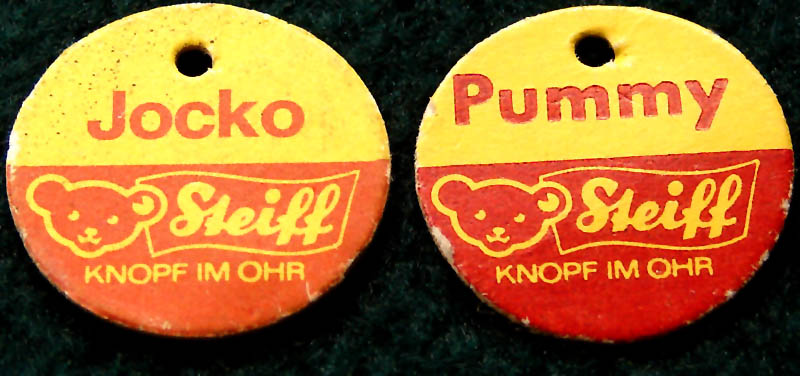 Jocko
Steiff
KNOPF IM OHR
Pummy
Steiff
KNOPF IM OHR